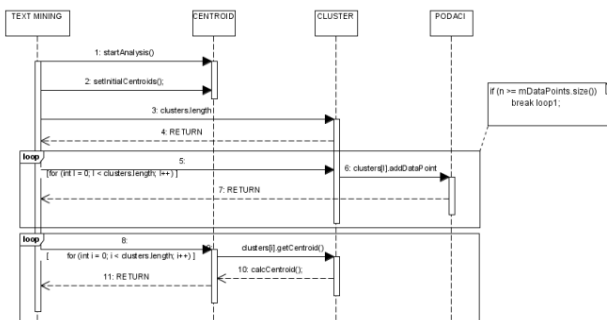 TEXT MINING
CENTROID
CLUSTER
PODACI
1: startAnalysis()
2: setInitialCentroids();
3: clusters.length
4: RETURN
if (n >= mDataPoints.size())
break loop1;
loop
5:
[for (int l = 0; l < clusters.length; l++) ]
6: clusters[l].addDataPoint
7: RETURN
loop
8:
[ for (int i = 0; i < clusters.length; i++) ]
9:
clusters[i].getCentroid()
10: calcCentroid();
11: RETURN